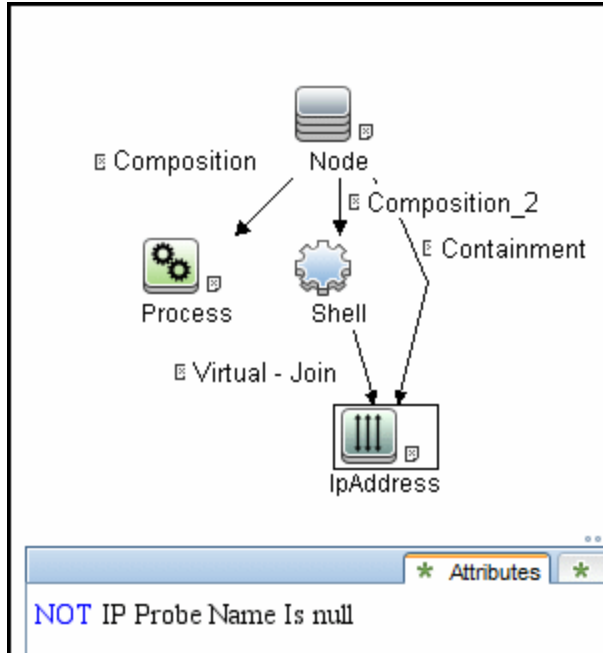 Composition
Node
Composition_2
Containment
Process
Shell
Virtual - Join
IpAddress
* Attributes *
NOT IP Probe Name Is null